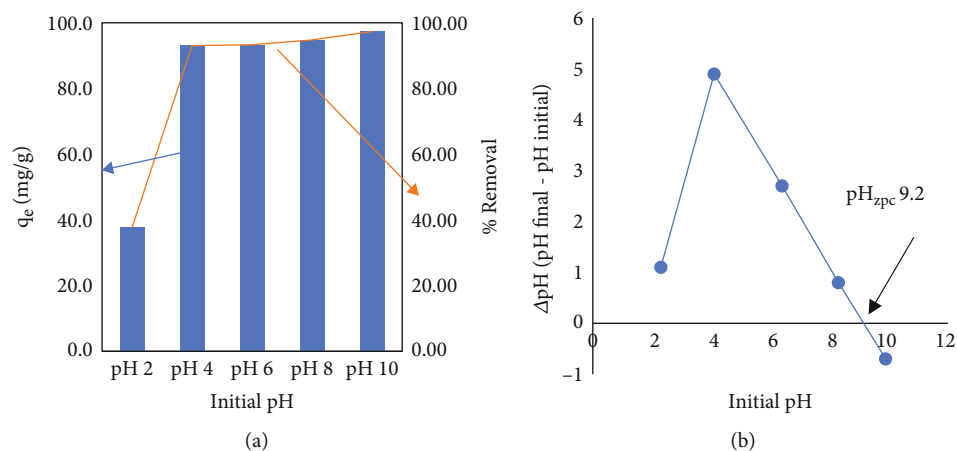 100.0
80.0
60.0
40.0
20.0
0.0
qe (mg/g)
100.00
80.00
60.00
40.00
20.00
0.00
% Removal
pH 2 pH 4 pH 6 pH 8 pH 10
Initial pH
(a)
6
5
4
3
2
1
0
–1
ΔpH (pH final - pH initial)
pHzpc 9.2
0 2 4 6 8 10 12
Initial pH
(b)